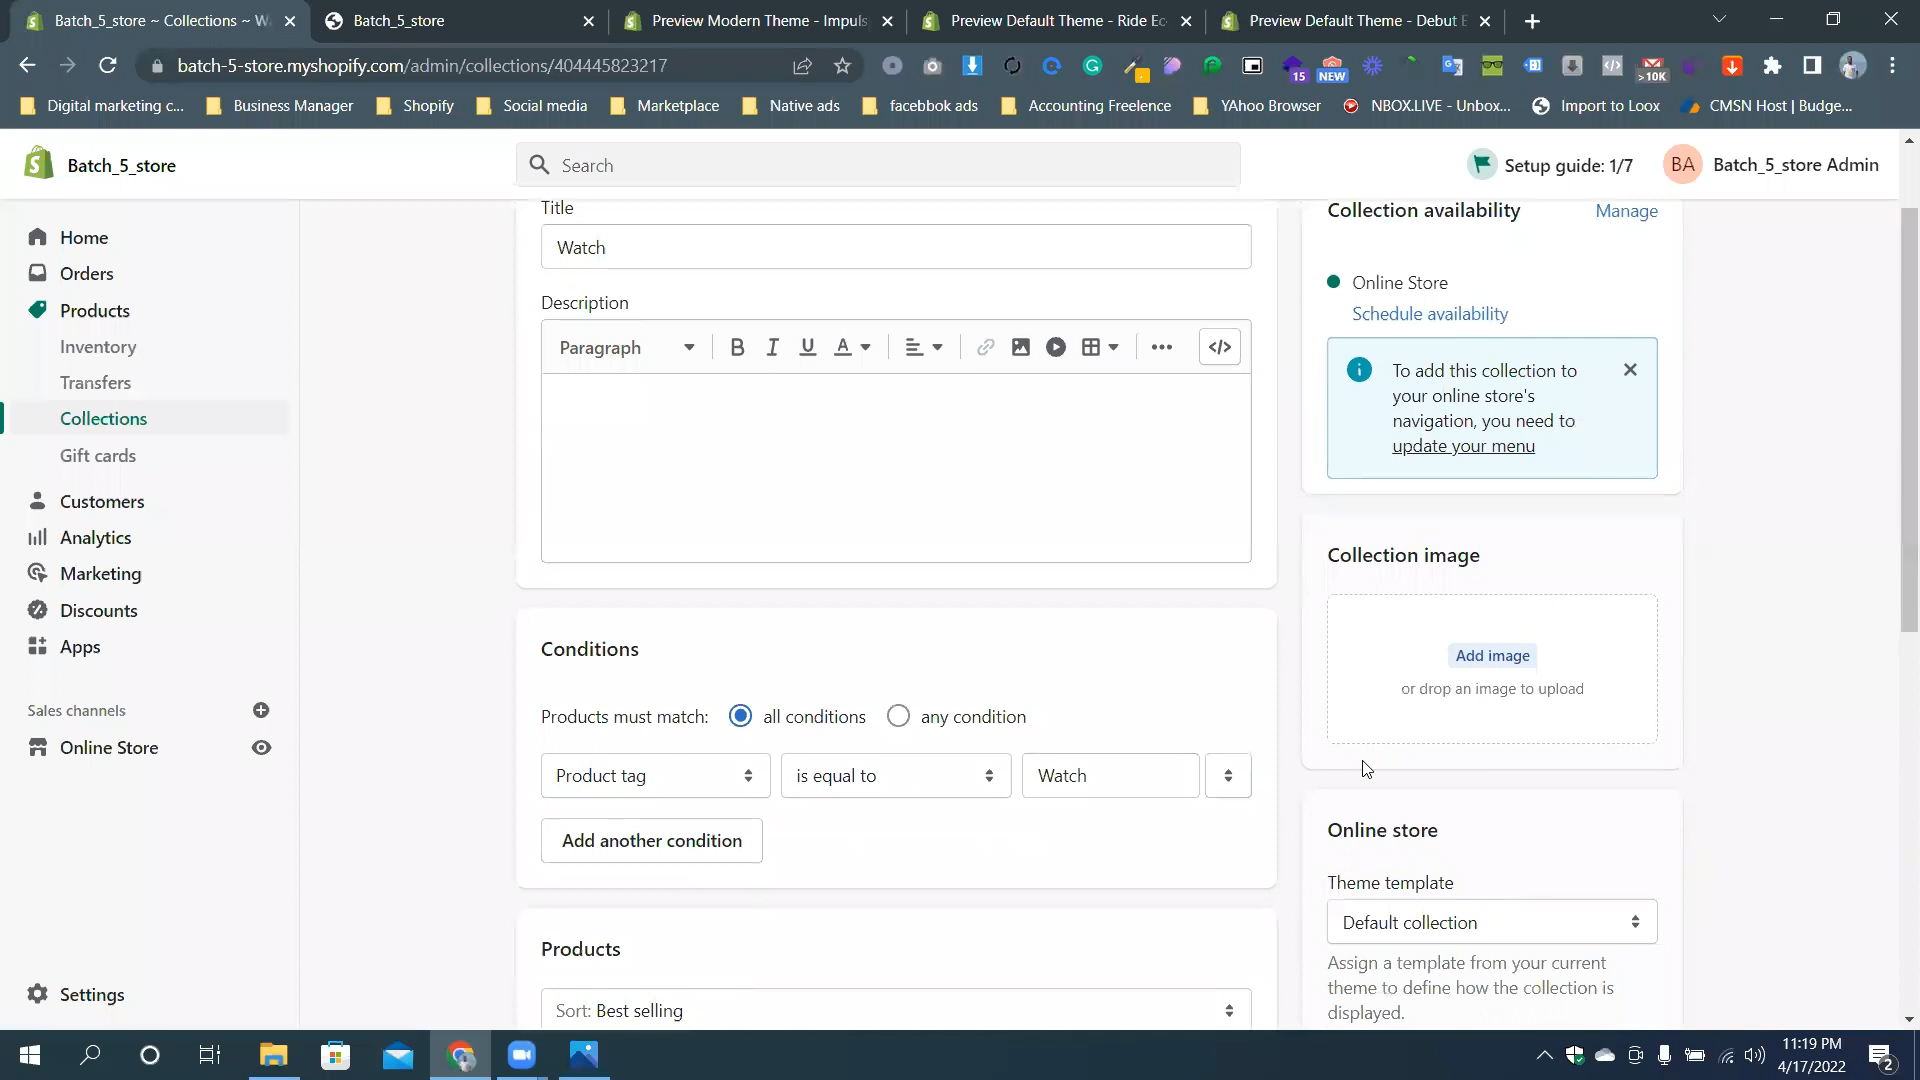 Batch_5_store ~ Collections ~ W
Batch_5_store
Preview Modern Theme - Impuls
Preview Default Theme - Ride Ec
Preview Default Theme - Debut E
batch-5-store.myshopify.com/admin/collections/404445823217
15
NEW
>10K
Digital marketing c...
Business Manager
Shopify
Social media
Marketplace
Native ads
facebbok ads
Accounting Freelence
YAhoo Browser
NBOX.LIVE - Unbox...
Import to Loox
CMSN Host | Budge...
Batch_5_store
Search
Setup guide: 1/7
BA
Batch_5_store Admin
Home
Orders
Products
Inventory
Transfers
Collections
Gift cards
Customers
Analytics
Marketing
Discounts
Apps
Sales channels
Online Store
Settings
Title
Watch
Description
Paragraph
B
I
U
A
Conditions
Products must match:
all conditions
any condition
Product tag
is equal to
Watch
Add another condition
Products
Sort: Best selling
Collection availability
Manage
Online Store
Schedule availability
To add this collection to
your online store's
navigation, you need to
update your menu
Collection image
Add image
or drop an image to upload
Online store
Theme template
Default collection
Assign a template from your current
theme to define how the collection is
displayed.
11:19 PM
4/17/2022
2